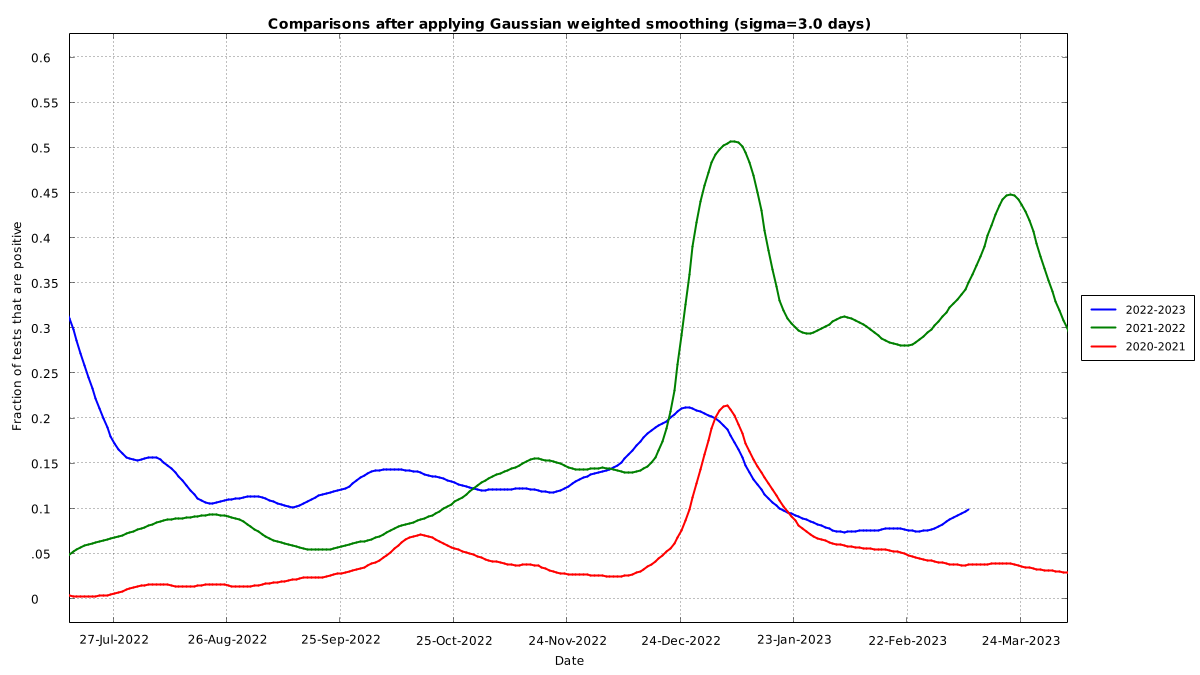 Comparisons after applying Gaussian weighted smoothing (sigma=3.0 days)
0.6
0.55
0.5
0.45
0.4
0.35
0.3
0.25
0.2
0.15
0.1
.05
0
Fraction of tests that are positive
27-Jul-2022
26-Aug-2022
25-Sep-2022
25-Oct-2022
24-Nov-2022
24-Dec-2022
23-Jan-2023
22-Feb-2023
24-Mar-2023
Date
2022-2023
2021-2022
2020-2021